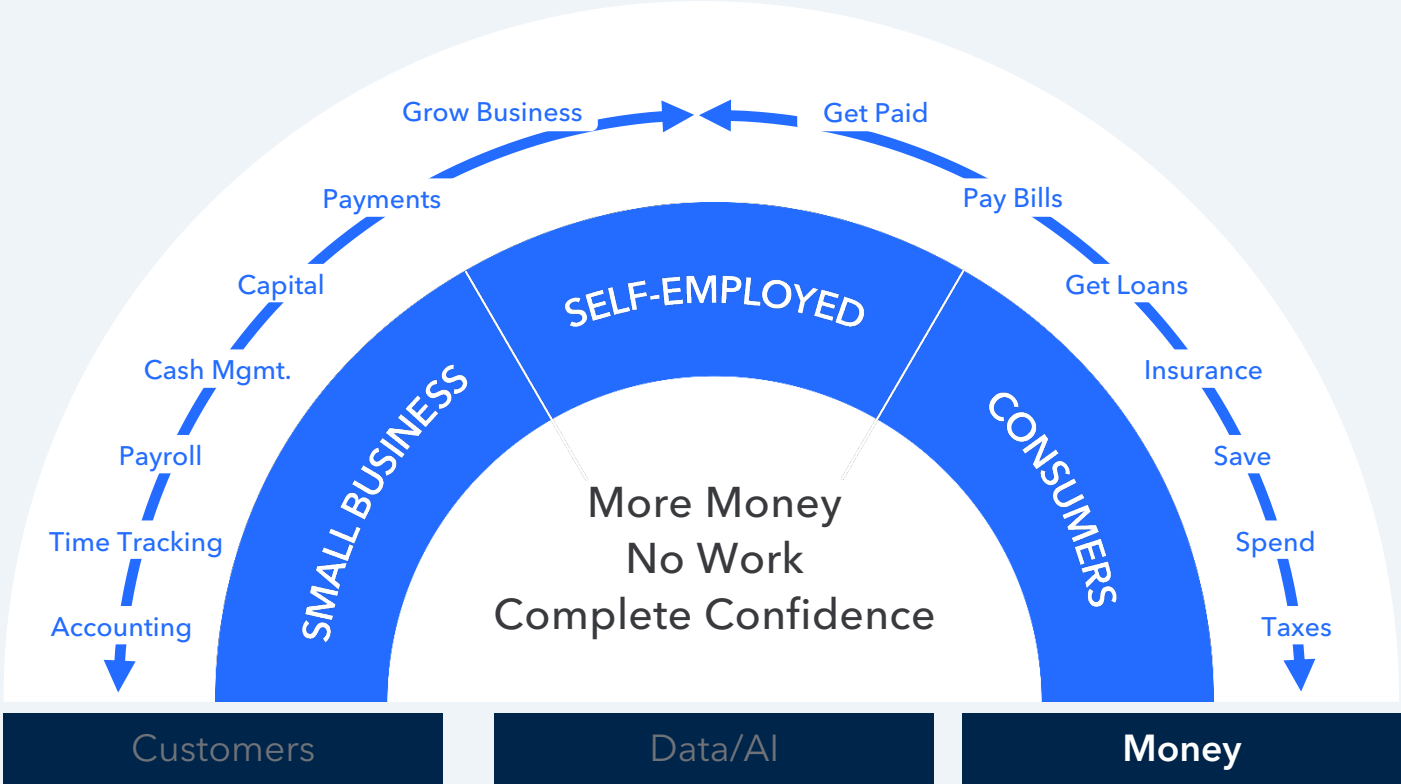 Grow Business
Get Paid
Payments
Pay Bills
Capital
Get Loans
SELF-EMPLOYED
Cash Mgmt.
Insurance
SMALL BUSINESS
CONSUMERS
Payroll
Save
More Money
No Work
Complete Confidence
Time Tracking
Spend
Accounting
Taxes
Customers
Data/AI
Money